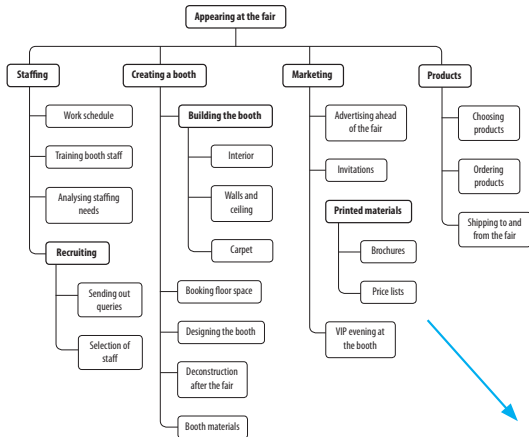 Appearing at the fair
Staffing
Work schedule
Training booth staff
Analysing staffing
needs
Recruiting
Sending out
queries
Selection of
staff
Creating a booth
Building the booth
Interior
Walls and
ceiling
Carpet
Booking floor space
Designing the booth
Deconstruction
after the fair
Booth materials
Marketing
Advertising ahead
of the fair
Invitations
Printed materials
Brochures
Price lists
VIP evening at
the booth
Products
Choosing
products
Ordering
products
Shipping to and
from the fair